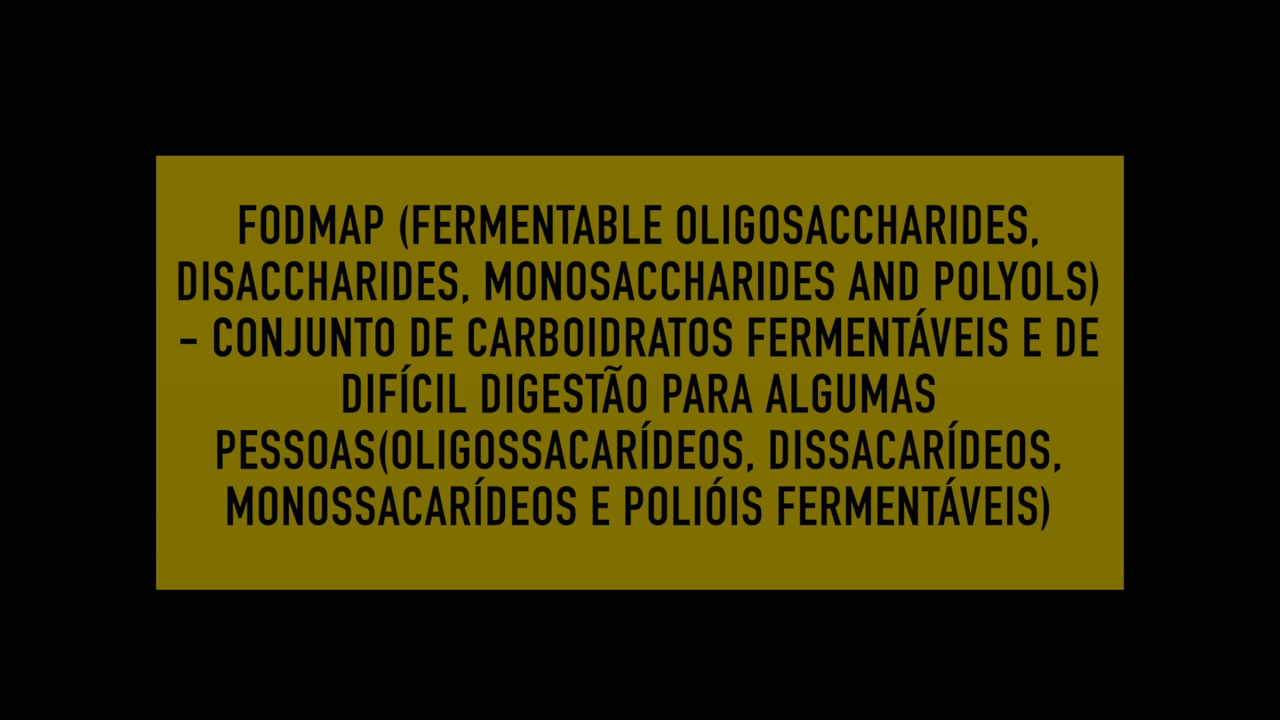 FODMAP (FERMENTABLE OLIGOSACCHARIDES,
DISACCHARIDES, MONOSACCHARIDES AND POLYOLS)
- CONJUNTO DE CARBOIDRATOS FERMENTÁVEIS E DE
DIFÍCIL DIGESTÃO PARA ALGUMAS
PESSOAS(OLIGOSSACARÍDEOS, DISSACARÍDEOS,
MONOSSACARÍDEOS E POLIÓIS FERMENTÁVEIS)